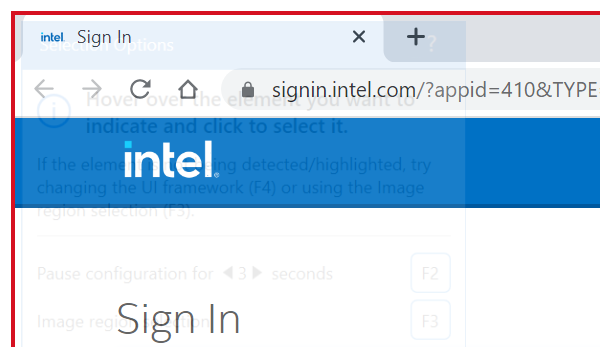 intel. Sign In
Selection Options ?
signin.intel.com/?appid=410&TYPE
Hover over the element you want to
indicate and click to select it.
intel.
If the element is being detected/highlighted, try
changing the UI framework (F4) or using the Image
region selection (F3).
Pause configuration for 3 seconds F2
Sign In
Image region selection F3